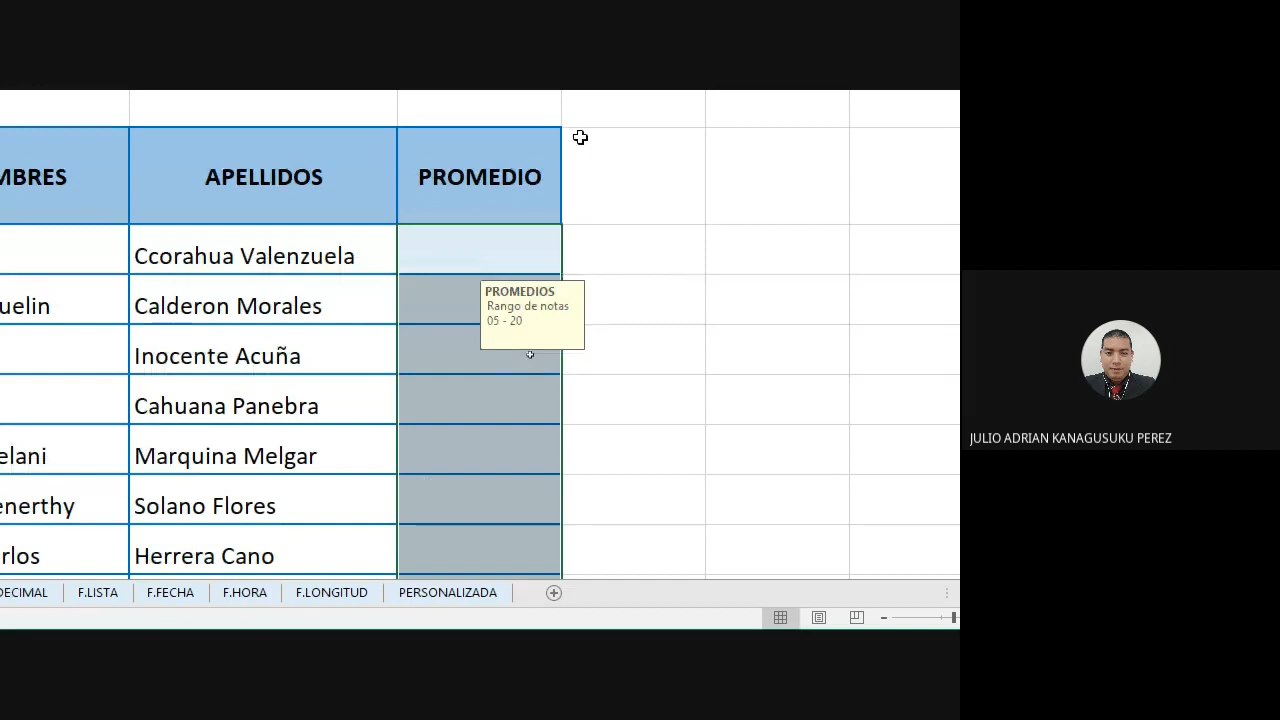 MBRES APELLIDOS PROMEDIO
Ccorahua Valenzuela
uelin Calderon Morales
PROMEDIOS
Rango de notas
05 - 20
Inocente Acuña
Cahuana Panebra
elani Marquina Melgar
enerthy Solano Flores
rlos Herrera Cano
DECIMAL F.LISTA F.FECHA F.HORA F.LONGITUD PERSONALIZADA
JULIO ADRIAN KANAGUSUKU PEREZ